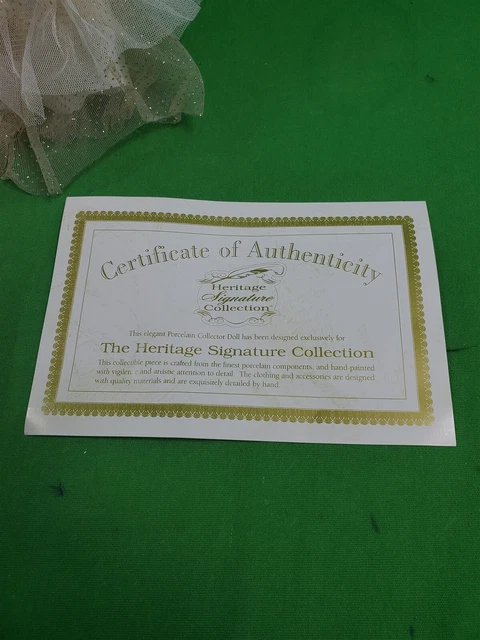 Certificate of Authenticity
Heritage
Signature
Collection
This elegant Porcelain Collector Doll has been designed exclusively for
The Heritage Signature Collection
This collectible piece is crafted from the finest porcelain components, and hand-painted
with and artistic attention to detail. The clothing and accessories are designed
with quality materials and are exquisitely detailed by hand.